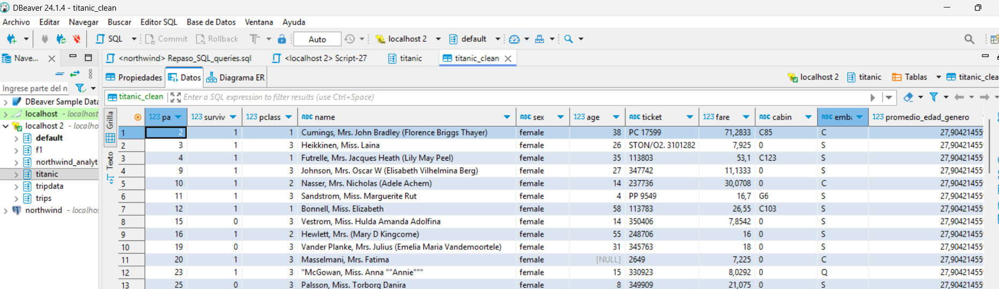 DBeaver 24.1.4 - titanic_clean
Archivo Editar Navegar Buscar Editor SQL Base de Datos Ventana Ayuda
SQL Commit Rollback Auto localhost 2 default
Nave... <northwind> Repaso_SQL_queries.sql <localhost 2> Script-27 titanic titanic_clean
Propiedades Datos Diagrama ER localhost 2 titanic Tablas titanic_clea
Ingrese parte del n
titanic_clean Enter a SQL expression to filter results (use Ctrl+Space)
DBeaver Sample Data
localhost - localhost
localhost 2 - localho
default
f1
northwind_analyt
titanic
tripdata
trips
northwind - localhos
Grilla
Texto
123 pa 123 surviv 123 pclass ABC name ABC sex 123 age ABC ticket 123 fare ABC cabin ABC emba 123 promedio_edad_genero
1 2 1 1 Cumings, Mrs. John Bradley (Florence Briggs Thayer) female 38 PC 17599 71,2833 C85 C 27,904214559
2 3 1 3 Heikkinen, Miss. Laina female 26 STON/O2. 3101282 7,925 0 S 27,904214559
3 4 1 1 Futrelle, Mrs. Jacques Heath (Lily May Peel) female 35 113803 53,1 C123 S 27,904214559
4 9 1 3 Johnson, Mrs. Oscar W (Elisabeth Vilhelmina Berg) female 27 347742 11,1333 0 S 27,904214559
5 10 1 2 Nasser, Mrs. Nicholas (Adele Achem) female 14 237736 30,0708 0 C 27,904214559
6 11 1 3 Sandstrom, Miss. Marguerite Rut female 4 PP 9549 16,7 G6 S 27,904214559
7 12 1 1 Bonnell, Miss. Elizabeth female 58 113783 26,55 C103 S 27,904214559
8 15 0 3 Vestrom, Miss. Hulda Amanda Adolfina female 14 350406 7,8542 0 S 27,904214559
9 16 1 2 Hewlett, Mrs. (Mary D Kingcome) female 55 248706 16 0 S 27,904214559
10 19 0 3 Vander Planke, Mrs. Julius (Emelia Maria Vandemoortele) female 31 345763 18 0 S 27,904214559
11 20 1 3 Masselmani, Mrs. Fatima female [NULL] 2649 7,225 0 C 27,904214559
12 23 1 3 "McGowan, Miss. Anna ""Annie""" female 15 330923 8,0292 0 Q 27,904214559
13 25 0 3 Palsson, Miss. Torborg Danira female 8 349909 21,075 0 S 27,904214559